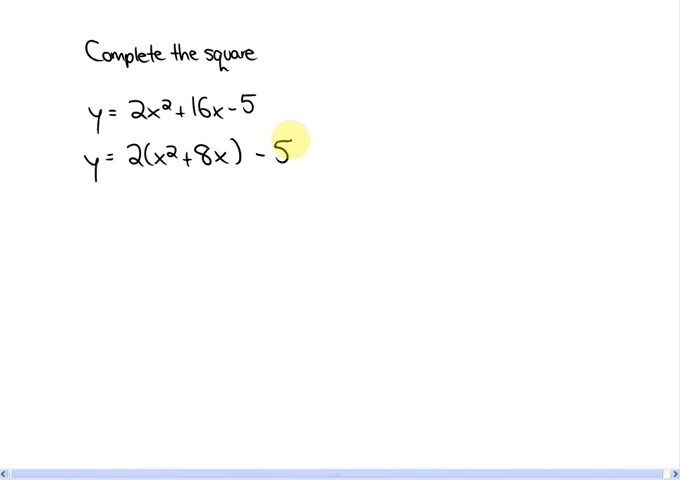 Complete the square
y = 2x² + 16x - 5
y = 2(x² + 8x) - 5